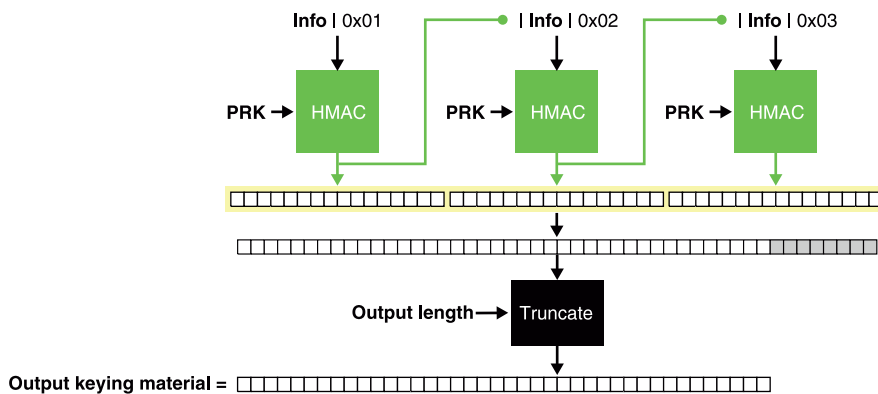 Info | 0x01
| Info | 0x02
| Info | 0x03
PRK
HMAC
PRK
HMAC
PRK
HMAC
Output length
Truncate
Output keying material =